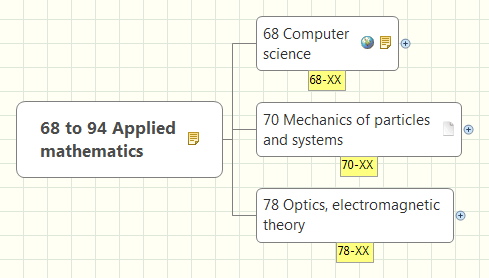 68 Computer
science
68-XX
68 to 94 Applied
mathematics
70 Mechanics of particles
and systems
70-XX
78 Optics, electromagnetic
theory
78-XX